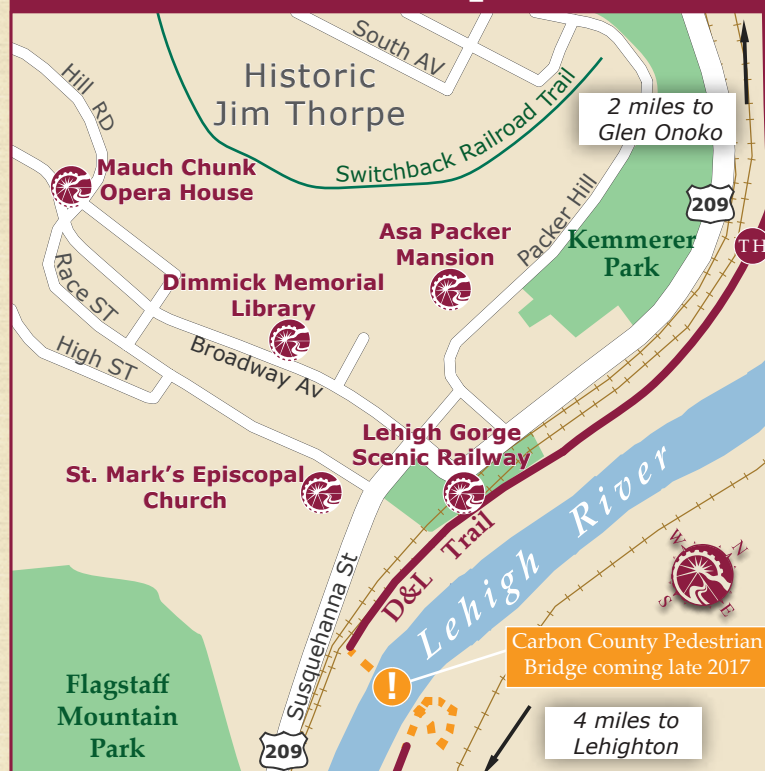 South AV
Historic
Jim Thorpe
Hill RD
2 miles to
Glen Onoko
Switchback Railroad Trail
Mauch Chunk
Opera House
209
Packer Hill
Asa Packer
Mansion
Kemmerer
Park
TH
Race ST
Dimmick Memorial
Library
High ST
Broadway Av
Lehigh Gorge
Scenic Railway
St. Mark's Episcopal
Church
D&L Trail
Lehigh River
W
N
S
E
Susquehanna St
Carbon County Pedestrian
Bridge coming late 2017
!
Flagstaff
Mountain
Park
209
4 miles to
Lehighton